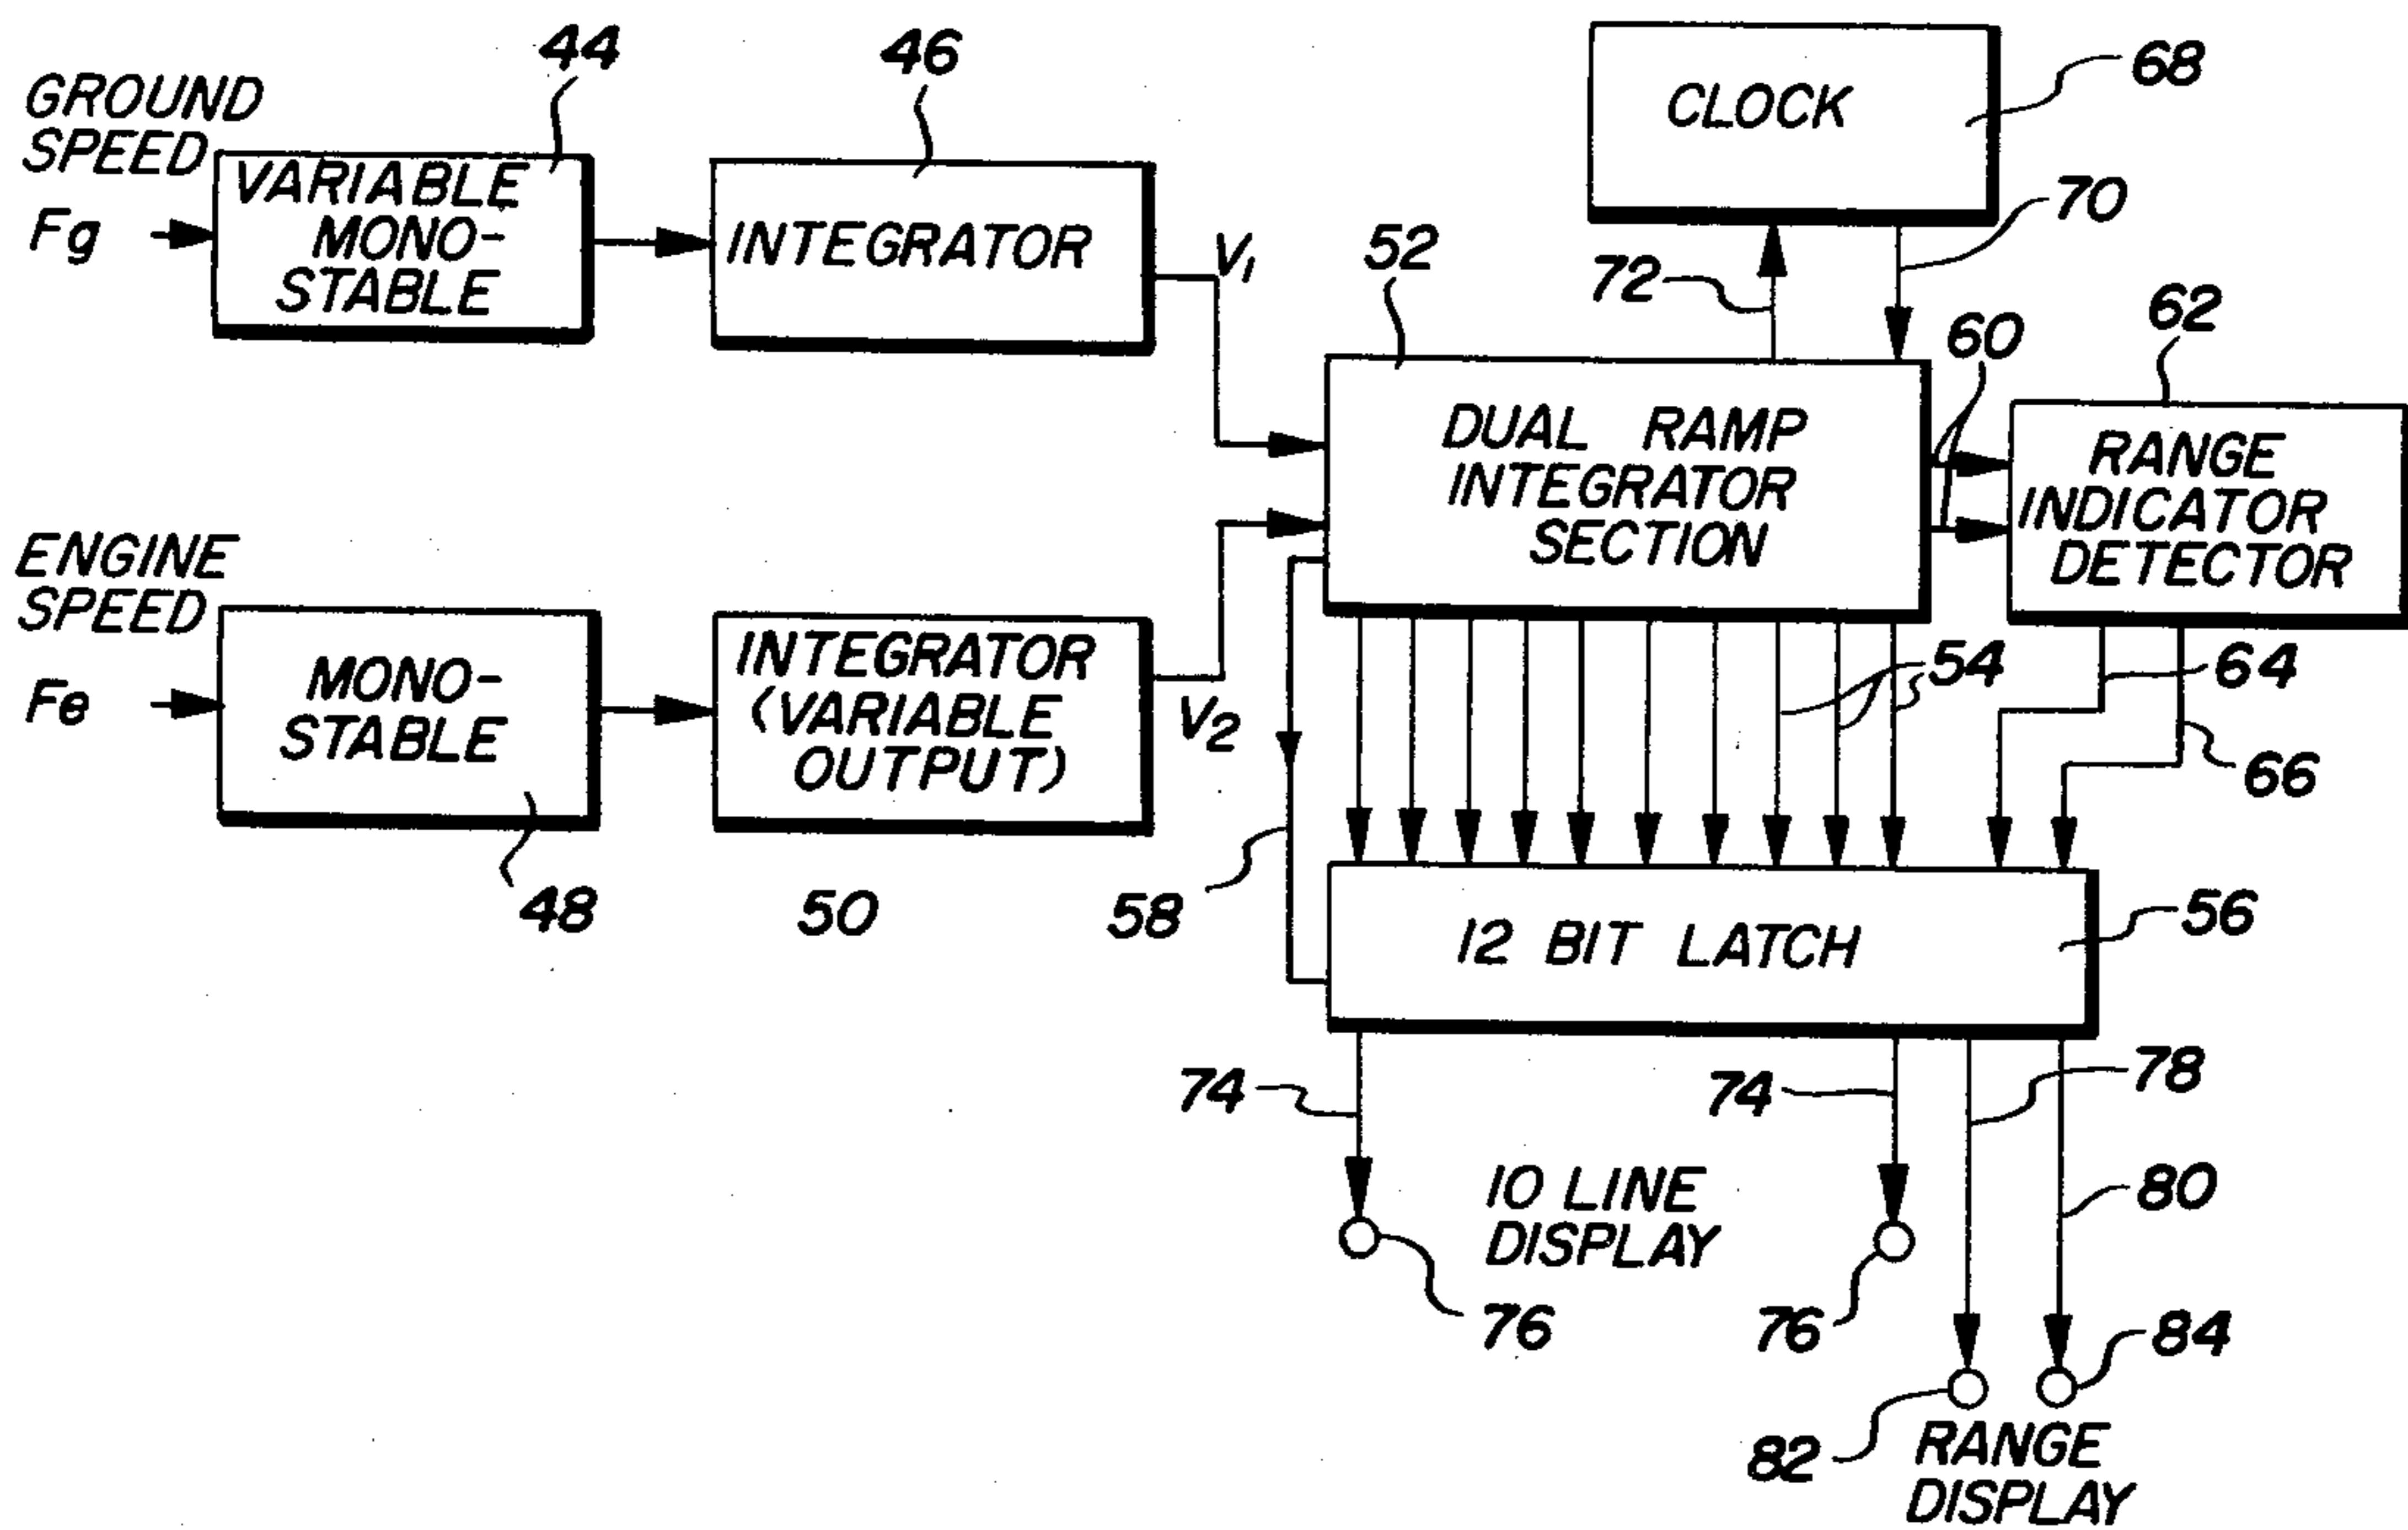 44
46
GROUND
SPEED
Fg
VARIABLE
MONO-
STABLE
INTEGRATOR
V1
CLOCK
68
70
72
52
60
62
DUAL RAMP
INTEGRATOR
SECTION
RANGE
INDICATOR
DETECTOR
ENGINE
SPEED
Fe
MONO-
STABLE
48
INTEGRATOR
(VARIABLE
OUTPUT)
50
V2
58
54
64
66
12 BIT LATCH
56
74
74
78
80
10 LINE
DISPLAY
76
76
82
84
RANGE
DISPLAY